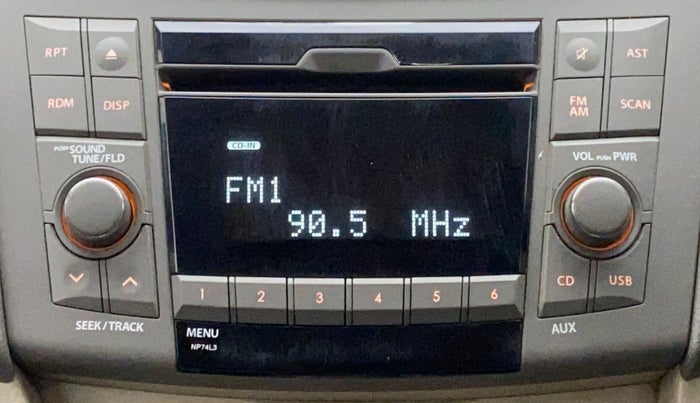 RPT
AST
RDM
DISP
FM
AM
SCAN
PUSH SOUND
TUNE/FLD
VOL PUSH PWR
CD-IN
FM1
90.5 MHz
1 2 3 4 5 6
CD
USB
SEEK/TRACK
MENU
NP74L3
AUX